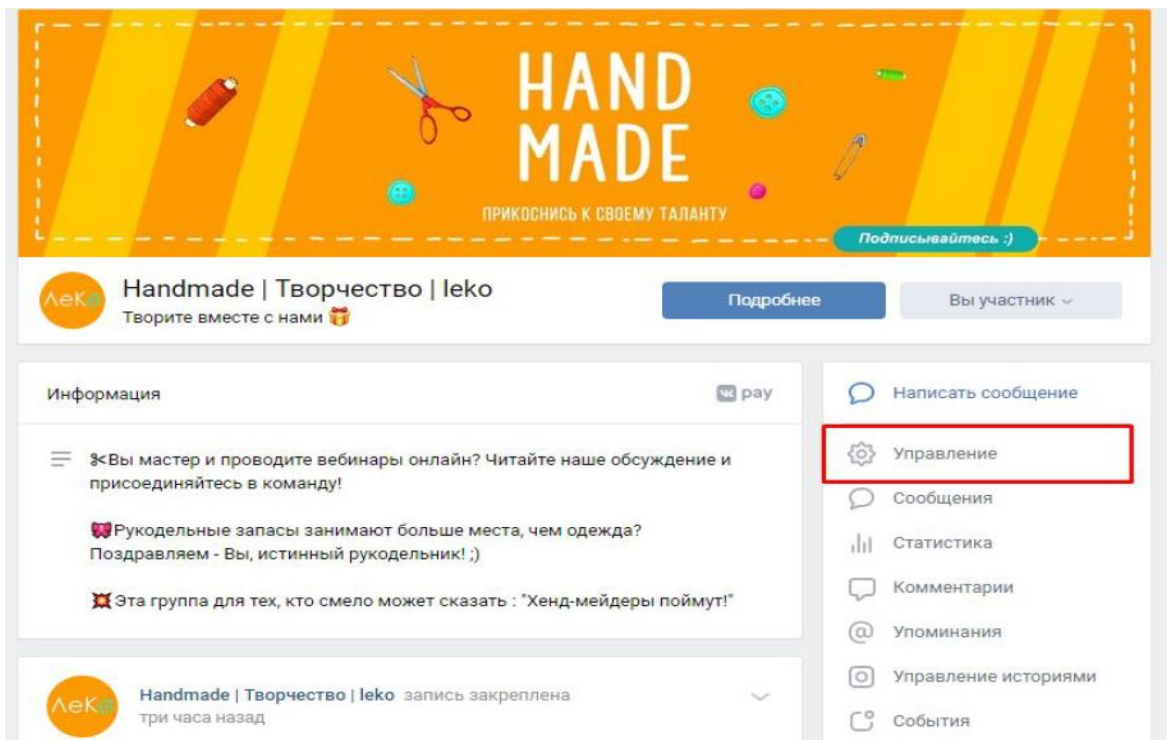 HAND
MADE
ПРИКОСНИСЬ К СВОЕМУ ТАЛАНТУ
Подписывайтесь :)
ЛеКо
Handmade | Творчество | leko
Творите вместе с нами 🎁
Подробнее
Вы участник
Информация
VK pay
✂Вы мастер и проводите вебинары онлайн? Читайте наше обсуждение и
присоединяйтесь в команду!
🎀Рукодельные запасы занимают больше места, чем одежда?
Поздравляем - Вы, истинный рукодельник! ;)
💥Эта группа для тех, кто смело может сказать : "Хенд-мейдеры поймут!"
ЛеКо
Handmade | Творчество | leko запись закреплена
три часа назад
Написать сообщение
Управление
Сообщения
Статистика
Комментарии
Упоминания
Управление историями
События